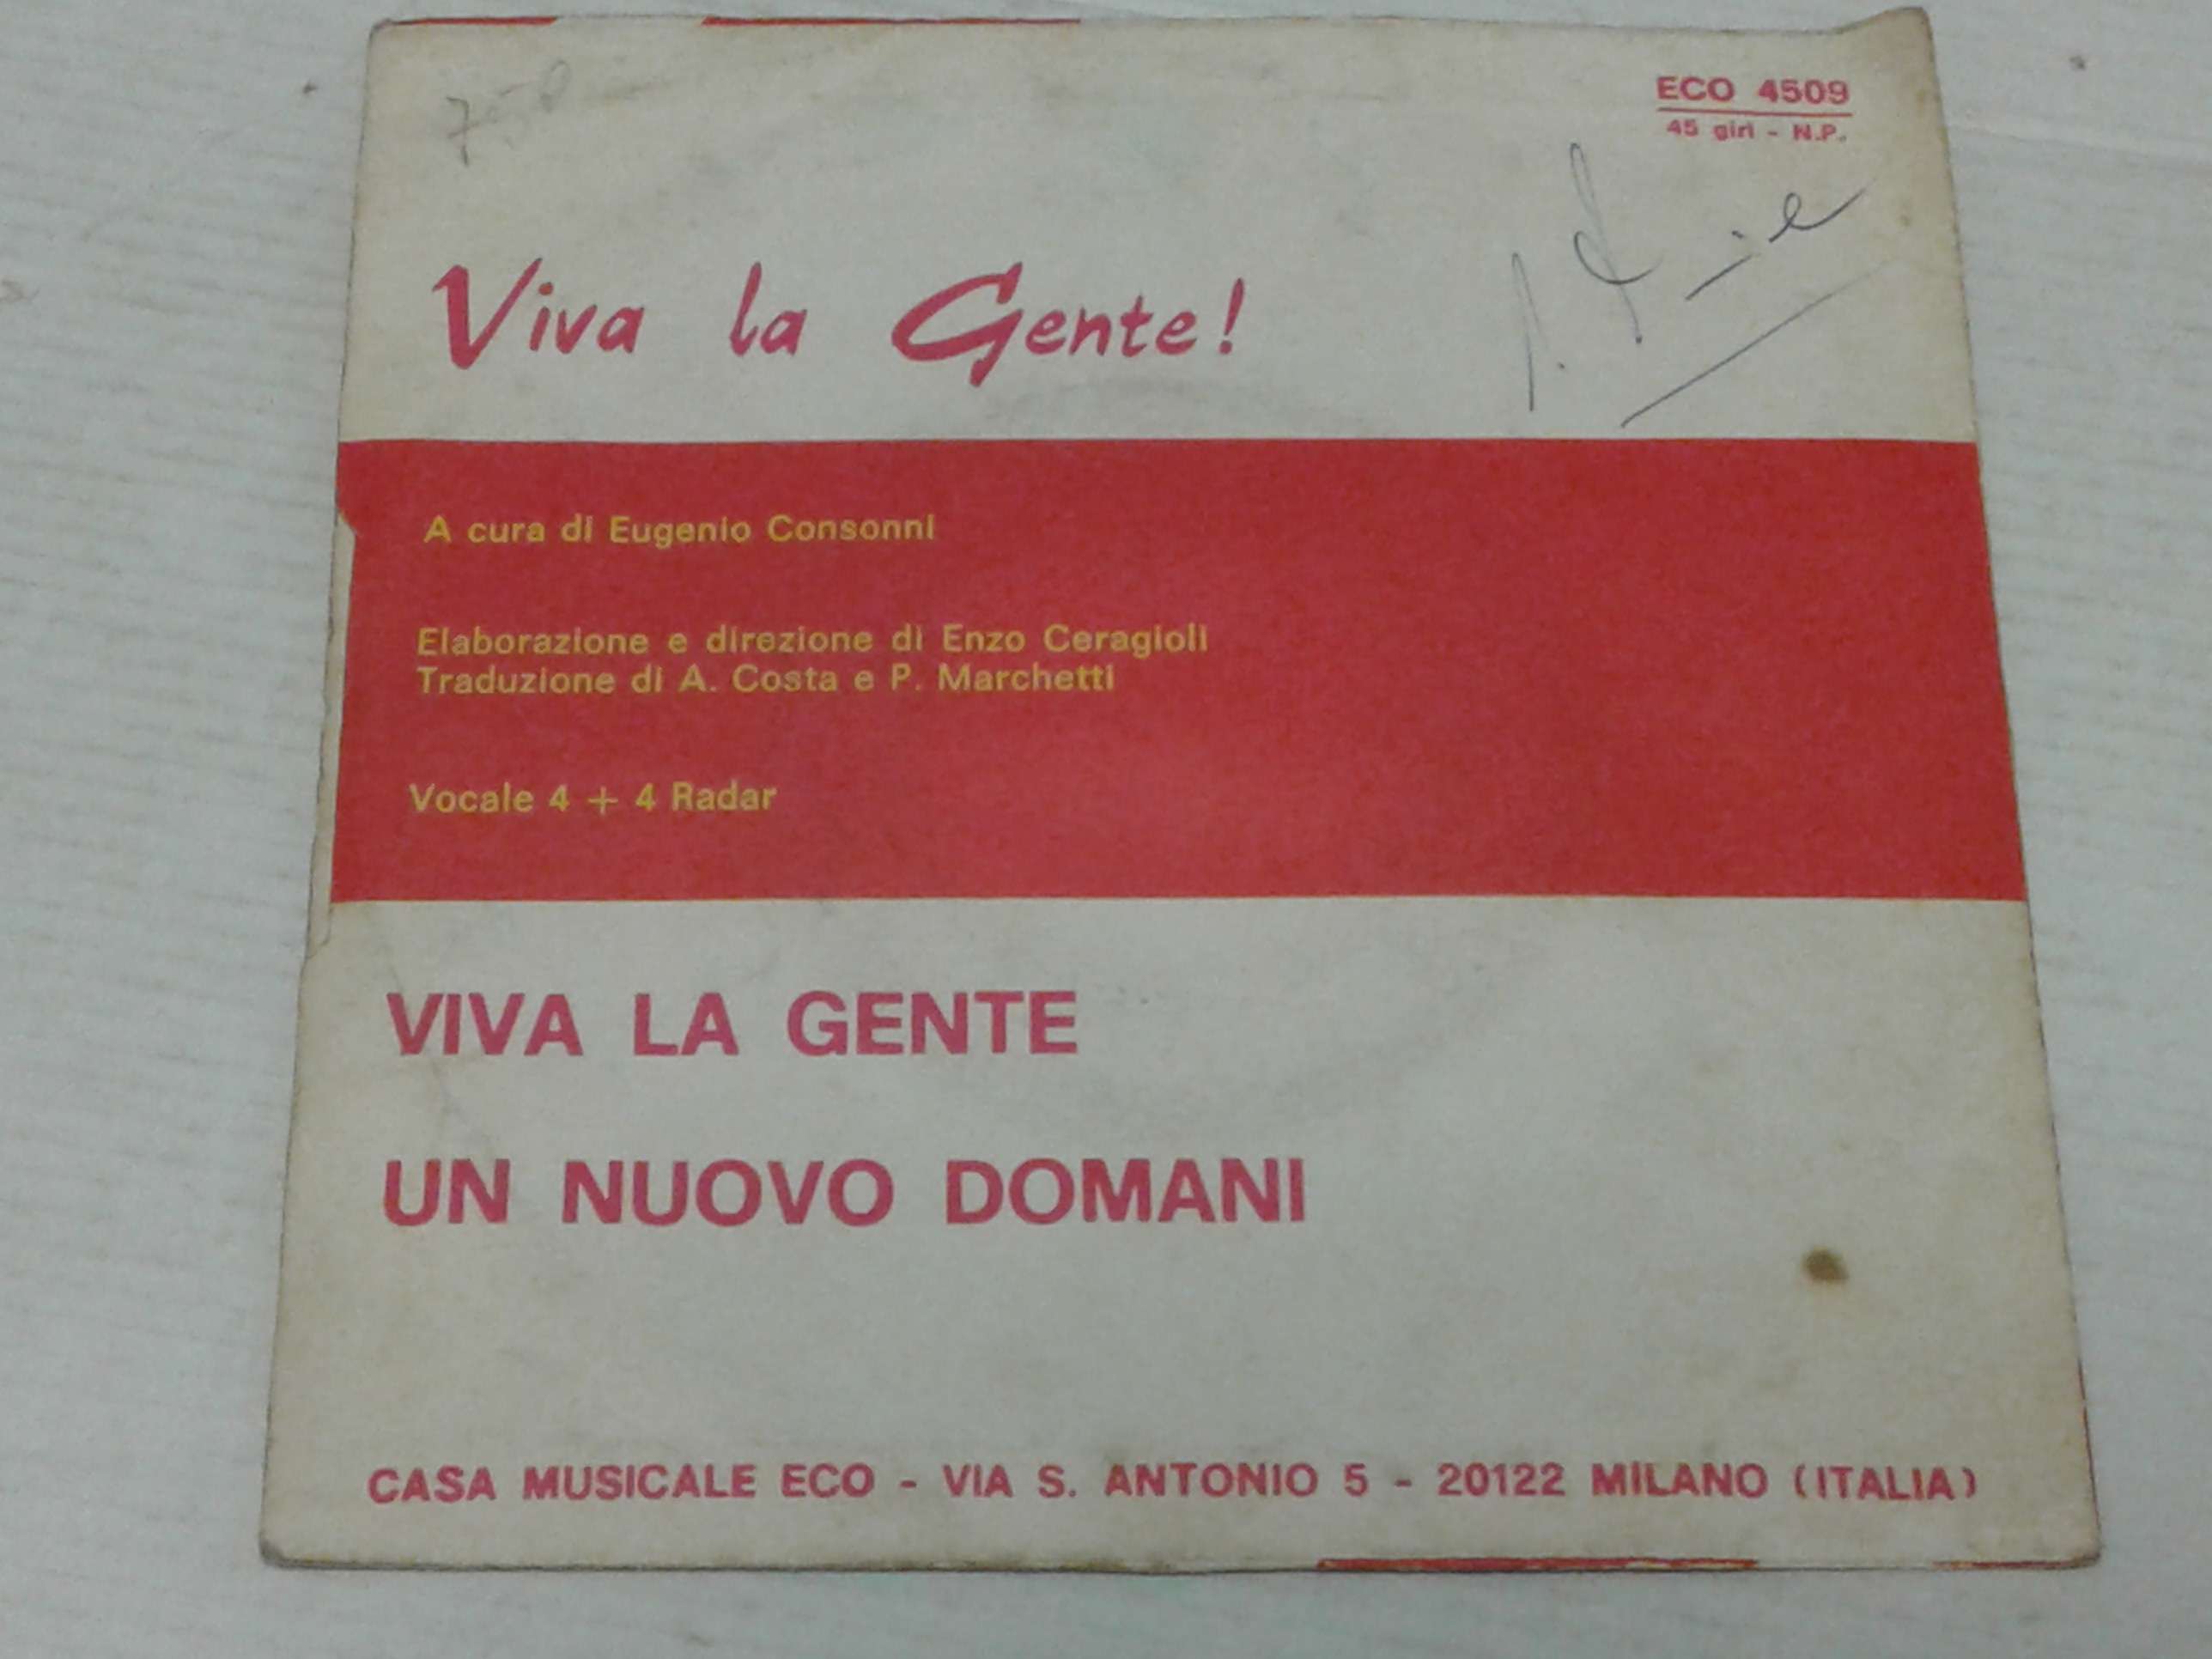 ECO 4509
45 giri - N.P.
Viva la Gente!
A cura di Eugenio Consonni
Elaborazione e direzione di Enzo Ceragioli
Traduzione di A. Costa e P. Marchetti
Vocale 4 + 4 Radar
VIVA LA GENTE
UN NUOVO DOMANI
CASA MUSICALE ECO - VIA S. ANTONIO 5 - 20122 MILANO (ITALIA)